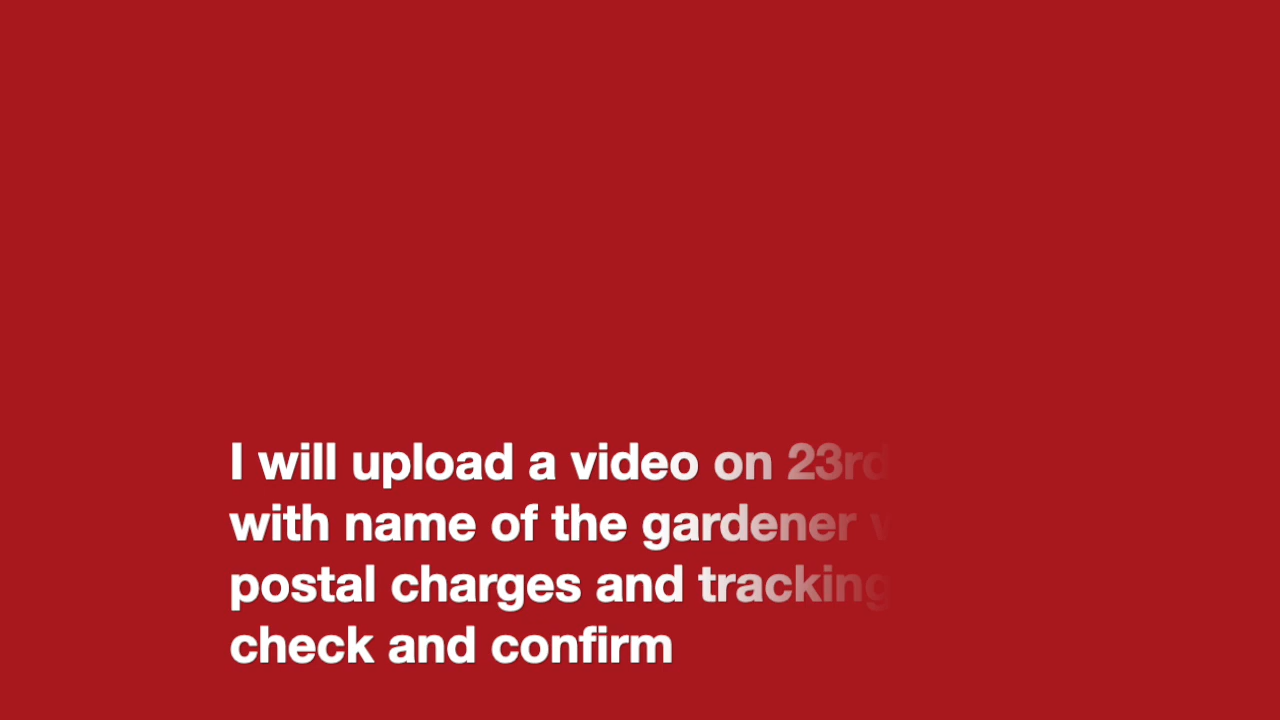 I will upload a video on 23rd
with name of the gardener
postal charges and tracking
check and confirm